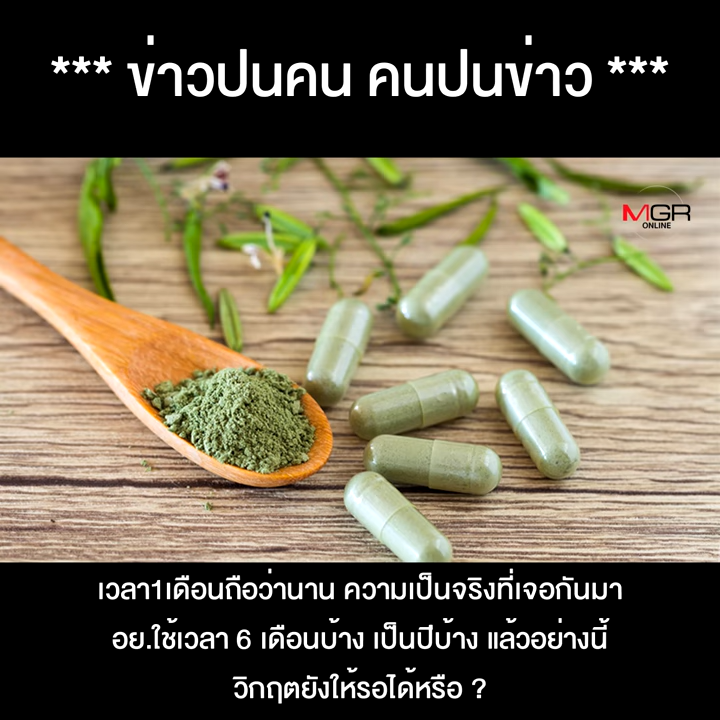 *** ข่าวปนคน คนปนข่าว ***
MGR
ONLINE
เวลา1เดือนถือว่านาน ความเป็นจริงที่เจอกันมา
อย.ใช้เวลา 6 เดือนบ้าง เป็นปีบ้าง แล้วอย่างนี้
วิกฤตยังให้รอได้หรือ ?